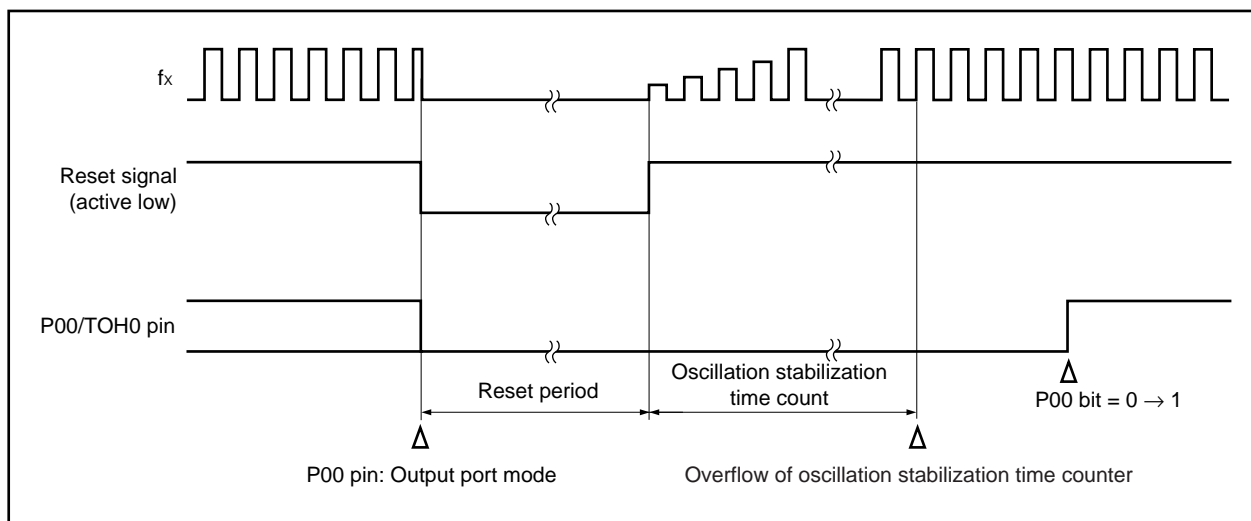 fX
Reset signal
(active low)
P00/TOH0 pin
Reset period
Oscillation stabilization
time count
P00 bit = 0 → 1
P00 pin: Output port mode
Overflow of oscillation stabilization time counter